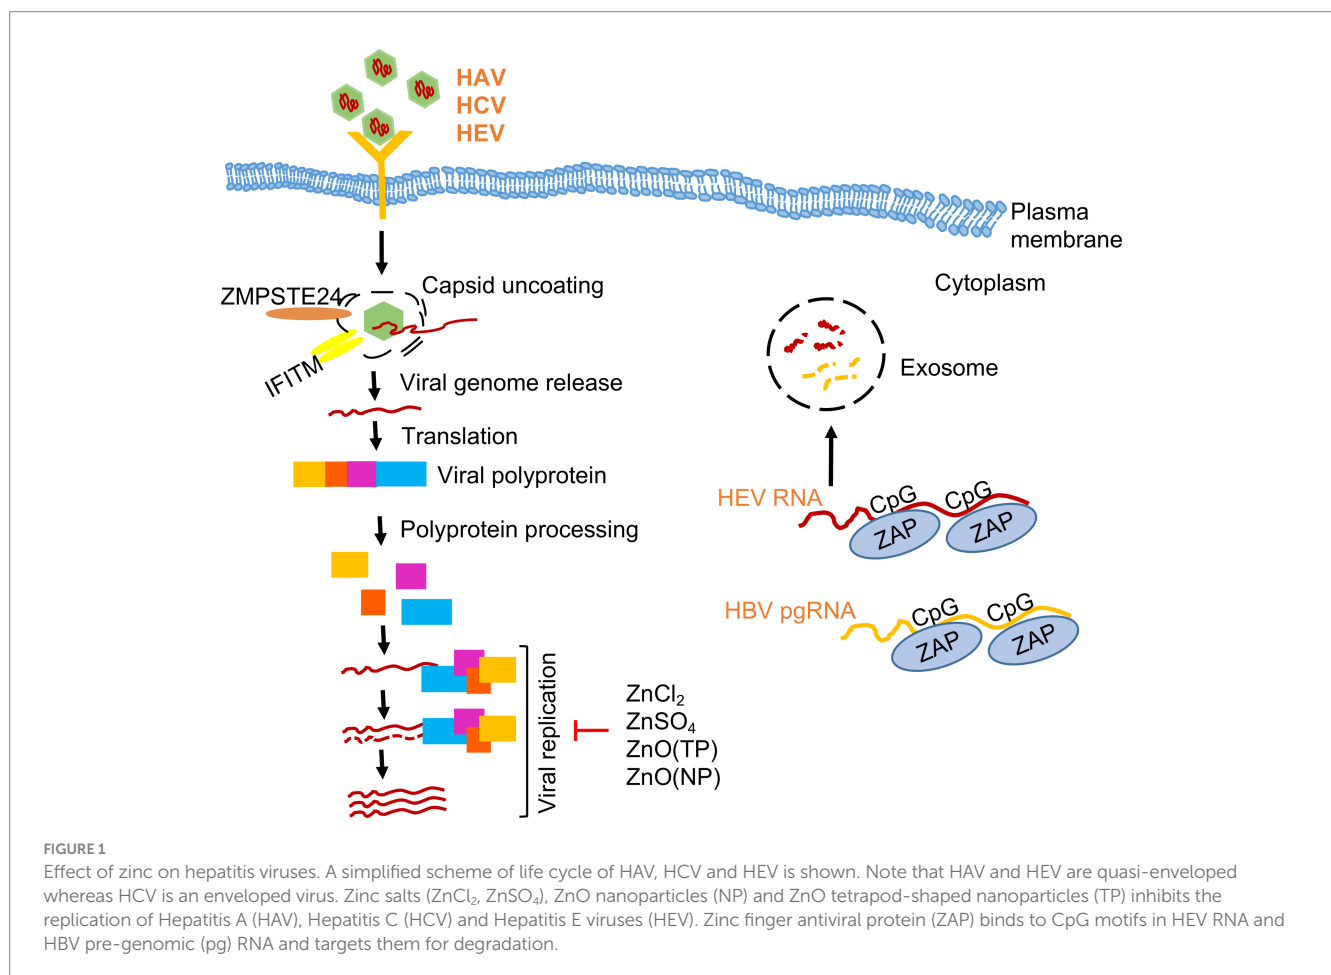 HAV
HCV
HEV
Plasma
membrane
Cytoplasm
ZMPSTE24
Capsid uncoating
IFITM
Viral genome release
Translation
Viral polyprotein
Polyprotein processing
Viral replication
ZnCl₂
ZnSO₄
ZnO(TP)
ZnO(NP)
Exosome
HEV RNA
CpG
CpG
ZAP
ZAP
HBV pgRNA
CpG
CpG
ZAP
ZAP
FIGURE 1
Effect of zinc on hepatitis viruses. A simplified scheme of life cycle of HAV, HCV and HEV is shown. Note that HAV and HEV are quasi-enveloped
whereas HCV is an enveloped virus. Zinc salts (ZnCl₂, ZnSO₄), ZnO nanoparticles (NP) and ZnO tetrapod-shaped nanoparticles (TP) inhibits the
replication of Hepatitis A (HAV), Hepatitis C (HCV) and Hepatitis E viruses (HEV). Zinc finger antiviral protein (ZAP) binds to CpG motifs in HEV RNA and
HBV pre-genomic (pg) RNA and targets them for degradation.